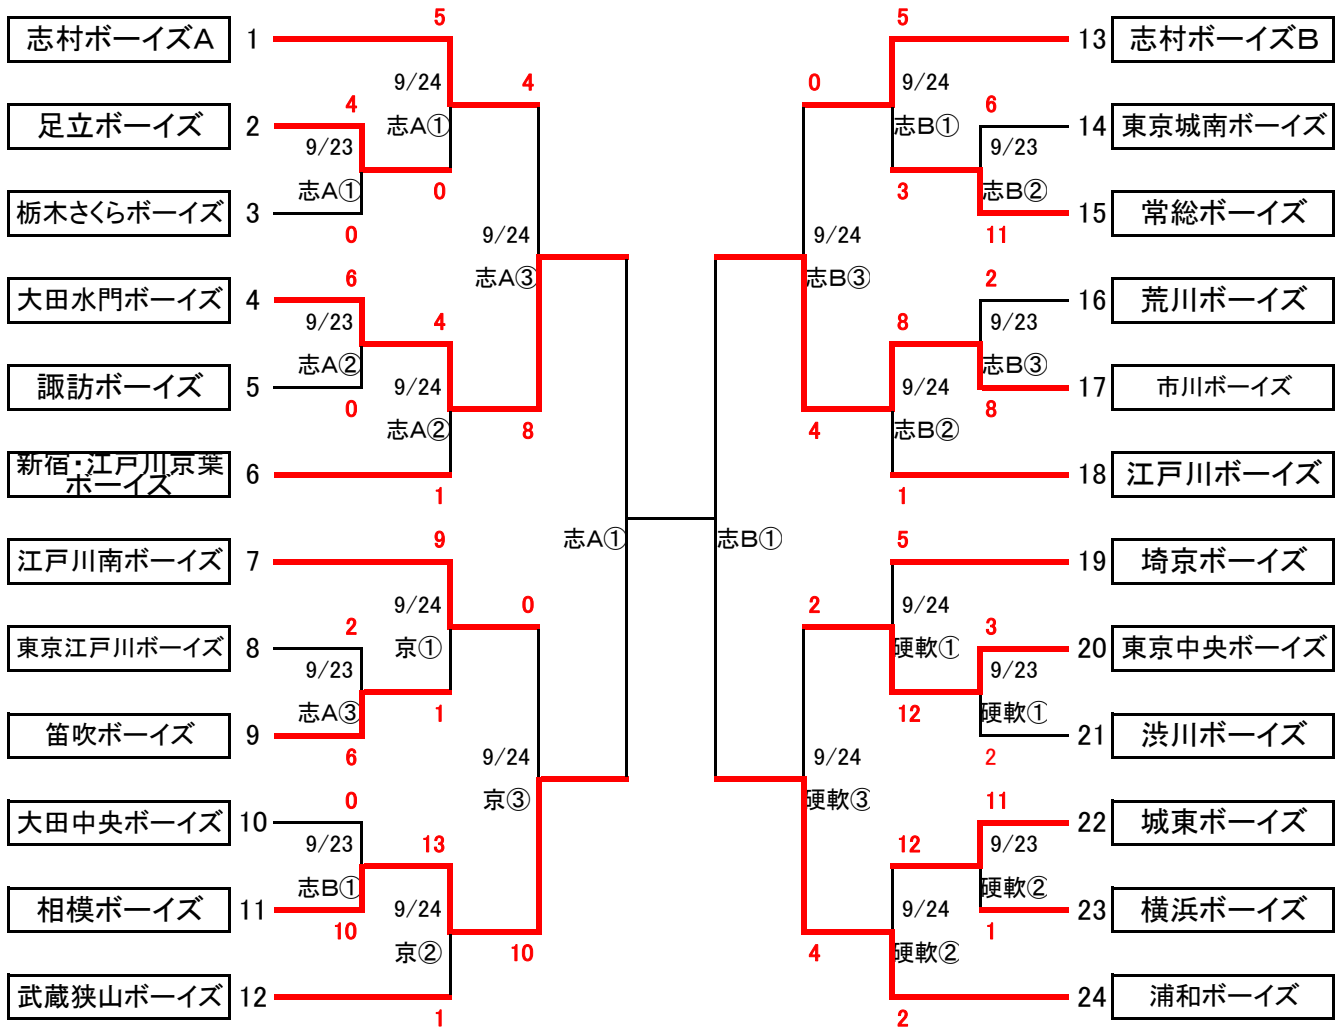 志村ボーイズA 1
足立ボーイズ 2
栃木さくらボーイズ 3
大田水門ボーイズ 4
諏訪ボーイズ 5
新宿・江戸川京葉
ボーイズ 6
江戸川南ボーイズ 7
東京江戸川ボーイズ 8
笛吹ボーイズ 9
大田中央ボーイズ 10
相模ボーイズ 11
武蔵狭山ボーイズ 12
4
9/23
志A①
0
6
9/23
志A②
0
2
9/23
志A③
6
0
9/23
志B①
10
5
9/24
志A①
0
4
9/24
志A②
1
9
9/24
京①
1
13
9/24
京②
1
4
9/24
志A③
8
0
9/24
京③
10
志A①
志B①
0
9/24
志B③
4
2
9/24
硬軟③
4
5
9/24
志B①
3
8
9/24
志B②
1
5
9/24
硬軟①
12
12
9/24
硬軟②
2
6
9/23
志B②
11
2
9/23
志B③
8
3
9/23
硬軟①
2
11
9/23
硬軟②
1
13 志村ボーイズB
14 東京城南ボーイズ
15 常総ボーイズ
16 荒川ボーイズ
17 市川ボーイズ
18 江戸川ボーイズ
19 埼京ボーイズ
20 東京中央ボーイズ
21 渋川ボーイズ
22 城東ボーイズ
23 横浜ボーイズ
24 浦和ボーイズ